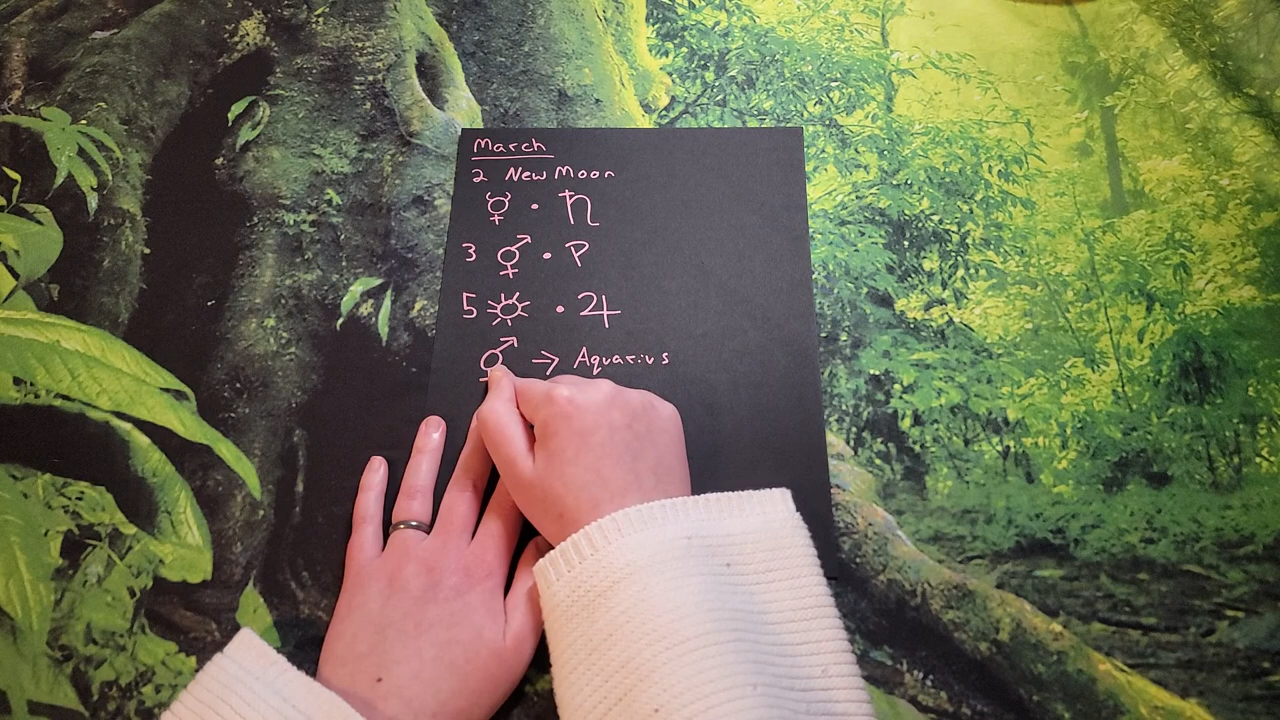 March
2 New Moon
☿ · ♄
3 ⚥ · P
5 ☼ · ♃
⚥ → Aquarius